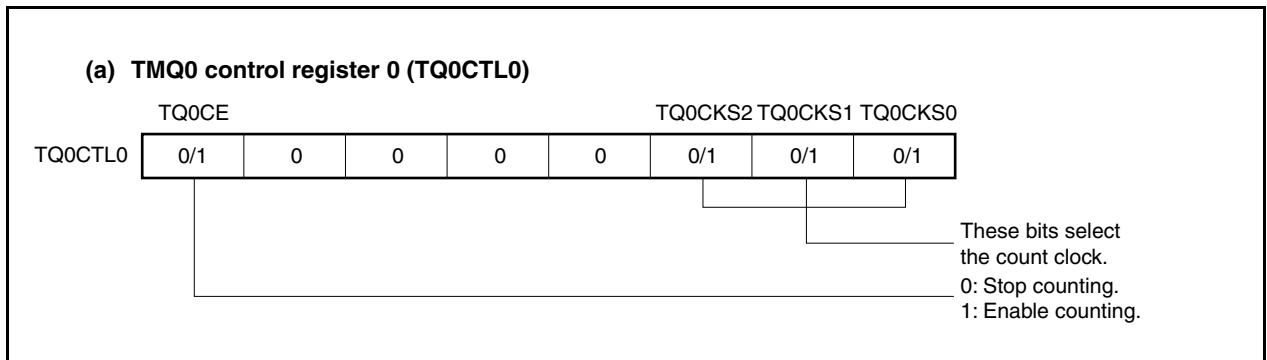 (a) TMQ0 control register 0 (TQ0CTL0)
TQ0CE TQ0CKS2 TQ0CKS1 TQ0CKS0
TQ0CTL0 0/1 0 0 0 0 0/1 0/1 0/1
These bits select
the count clock.
0: Stop counting.
1: Enable counting.